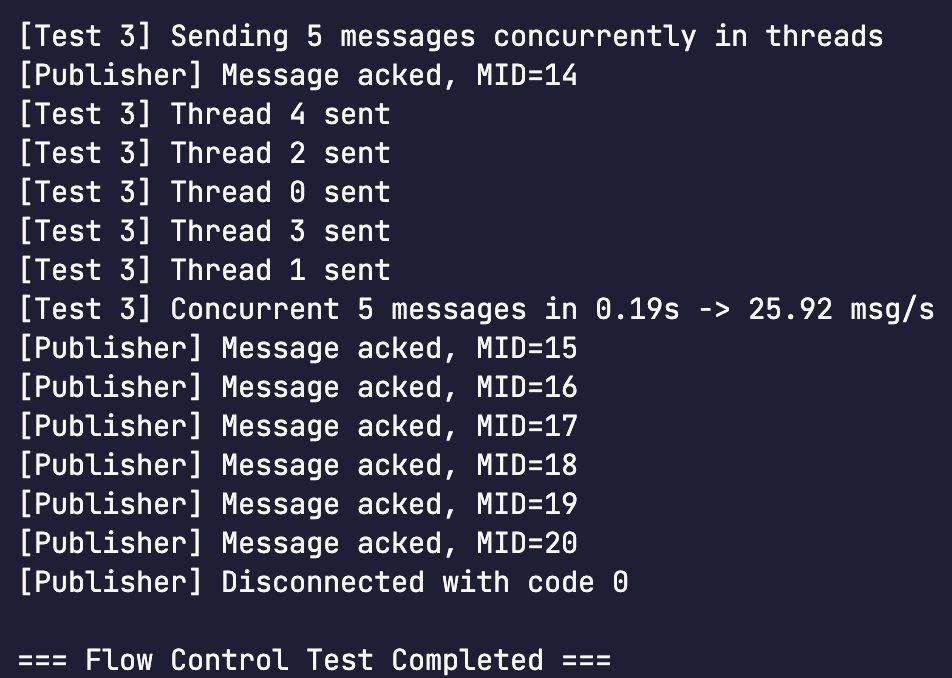 [Test 3] Sending 5 messages concurrently in threads
[Publisher] Message acked, MID=14
[Test 3] Thread 4 sent
[Test 3] Thread 2 sent
[Test 3] Thread 0 sent
[Test 3] Thread 3 sent
[Test 3] Thread 1 sent
[Test 3] Concurrent 5 messages in 0.19s -> 25.92 msg/s
[Publisher] Message acked, MID=15
[Publisher] Message acked, MID=16
[Publisher] Message acked, MID=17
[Publisher] Message acked, MID=18
[Publisher] Message acked, MID=19
[Publisher] Message acked, MID=20
[Publisher] Disconnected with code 0
=== Flow Control Test Completed ===